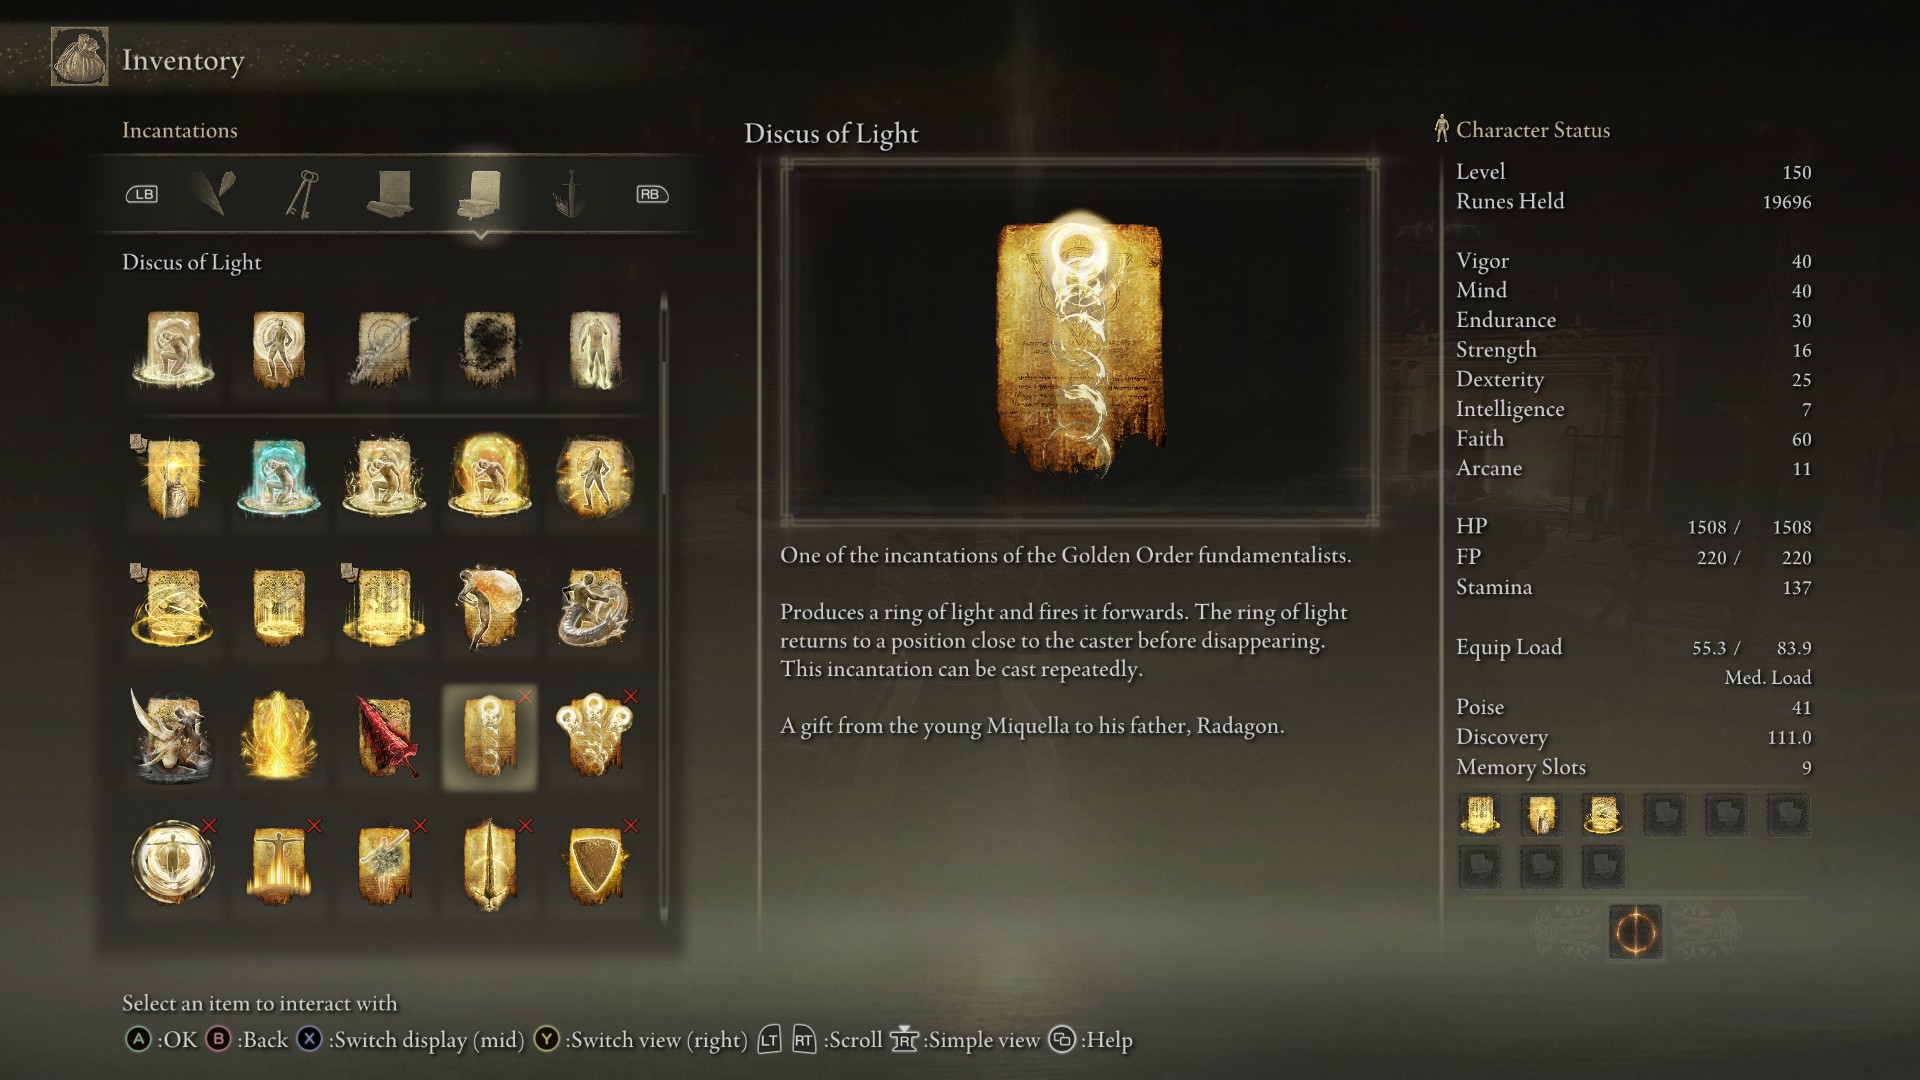 Inventory
Incantations
LB
RB
Discus of Light
Discus of Light
One of the incantations of the Golden Order fundamentalists.
Produces a ring of light and fires it forwards. The ring of light
returns to a position close to the caster before disappearing.
This incantation can be cast repeatedly.
A gift from the young Miquella to his father, Radagon.
Character Status
Level 150
Runes Held 19696
Vigor 40
Mind 40
Endurance 30
Strength 16
Dexterity 25
Intelligence 7
Faith 60
Arcane 11
HP 1508 / 1508
FP 220 / 220
Stamina 137
Equip Load 55.3 / 83.9
Med. Load
Poise 41
Discovery 111.0
Memory Slots 9
Select an item to interact with
A :OK B :Back X :Switch display (mid) Y :Switch view (right) LT RT :Scroll R :Simple view :Help